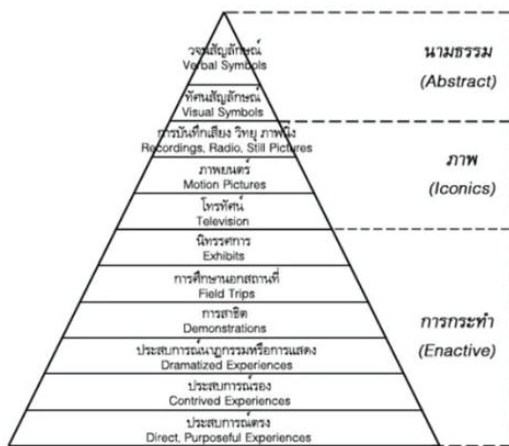 วจนสัญลักษณ์
Verbal Symbols
ทัศนสัญลักษณ์
Visual Symbols
การบันทึกเสียง วิทยุ ภาพนิ่ง
Recordings, Radio, Still Pictures
ภาพยนตร์
Motion Pictures
โทรทัศน์
Television
นิทรรศการ
Exhibits
การศึกษานอกสถานที่
Field Trips
การสาธิต
Demonstrations
ประสบการณ์นาฏกรรมหรือการแสดง
Dramatized Experiences
ประสบการณ์รอง
Contrived Experiences
ประสบการณ์ตรง
Direct, Purposeful Experiences
นามธรรม
(Abstract)
ภาพ
(Iconics)
การกระทำ
(Enactive)